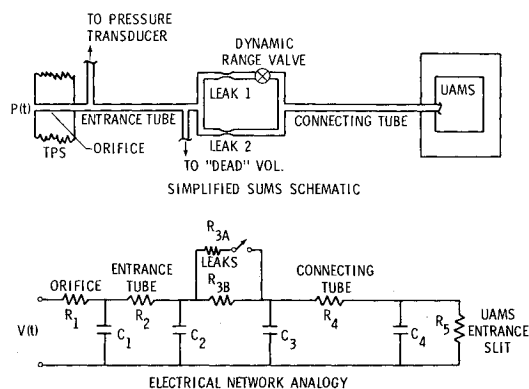 TO PRESSURE
TRANSDUCER
DYNAMIC
RANGE VALVE
P(t)
LEAK 1
UAMS
ENTRANCE TUBE
LEAK 2
CONNECTING TUBE
ORIFICE
TPS
TO "DEAD" VOL.
SIMPLIFIED SUMS SCHEMATIC
R3A
LEAKS
ORIFICE
ENTRANCE
TUBE
CONNECTING
TUBE
R1
R2
R3B
R4
R5
UAMS
ENTRANCE
SLIT
V(t)
C1
C2
C3
C4
ELECTRICAL NETWORK ANALOGY